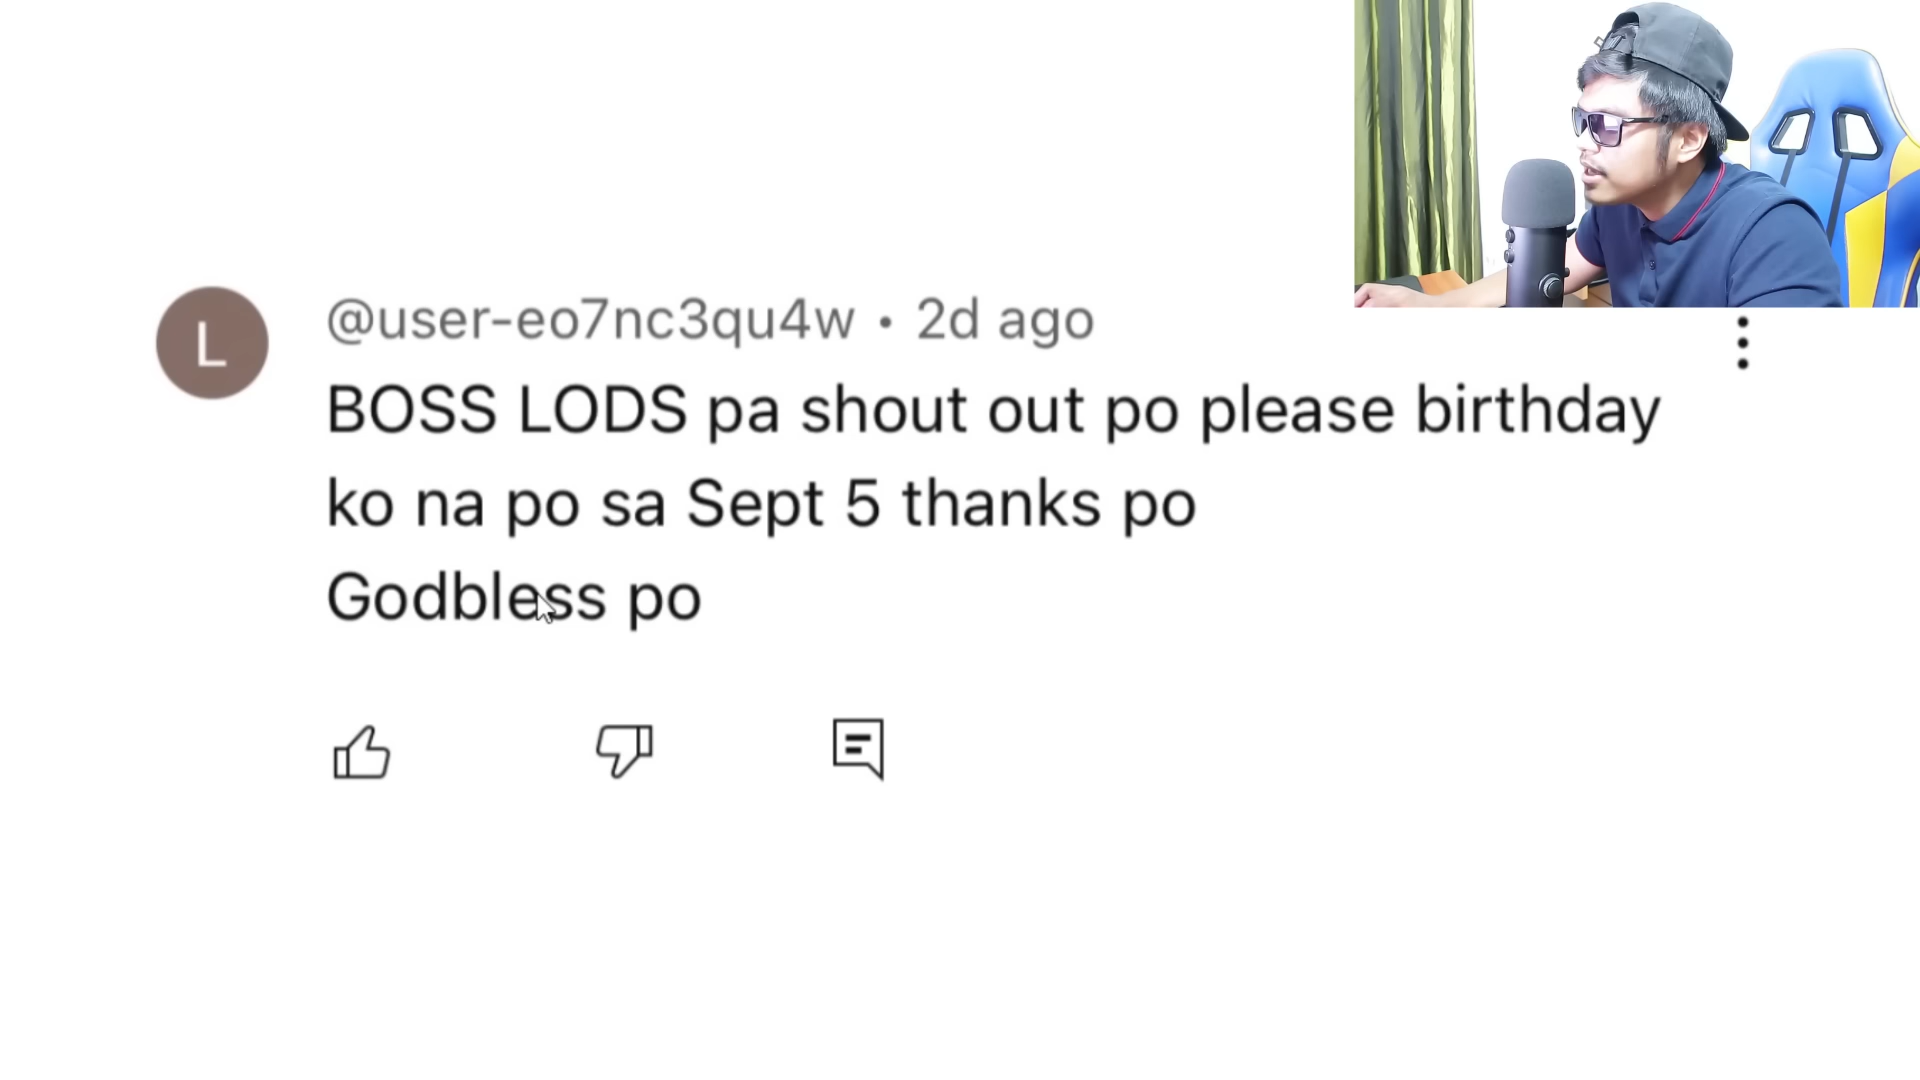 L
@user-eo7nc3qu4w • 2d ago
BOSS LODS pa shout out po please birthday
ko na po sa Sept 5 thanks po
Godbless po